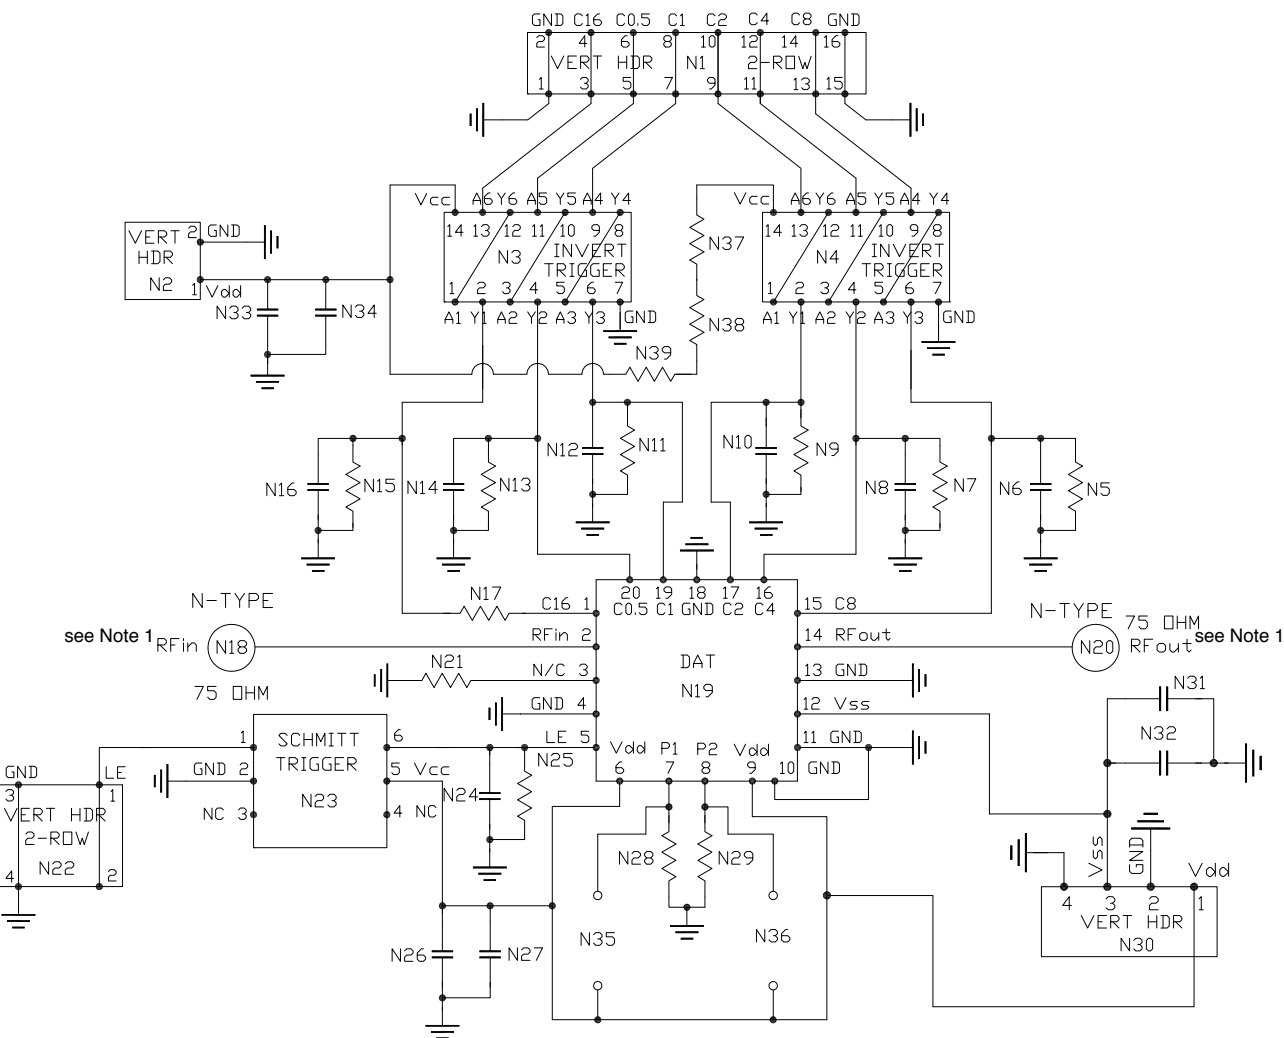 GND C16 C0.5 C1 C2 C4 C8 GND
2 4 6 8 10 12 14 16
VERT HDR N1 2-ROW
1 3 5 7 9 11 13 15
Vcc A6 Y6 A5 Y5 A4 Y4
14 13 12 11 10 9 8
N3 INVERT
TRIGGER
1 2 3 4 5 6 7
A1 Y1 A2 Y2 A3 Y3 GND
Vcc A6 Y6 A5 Y5 A4 Y4
14 13 12 11 10 9 8
N4 INVERT
TRIGGER
1 2 3 4 5 6 7
A1 Y1 A2 Y2 A3 Y3 GND
VERT 2 GND
HDR
N2
1 Vdd
N33 N34
N37
N38
N39
N16 N15 N14 N13 N12 N11 N10 N9 N8 N7 N6 N5
N17
20 19 18 17 16
C0.5 C1 GND C2 C4
C16 1
RFin 2
N/C 3
GND 4
LE 5
15 C8
14 RFout
13 GND
12 Vss
11 GND
DAT
N19
Vdd P1 P2 Vdd
6 7 8 9 10 GND
N-TYPE
see Note 1 RFin N18
75 OHM
N-TYPE
75 OHM
N20 RFout see Note 1
N21
SCHMITT
TRIGGER
N23
1
GND 2
NC 3
6
5 Vcc
4 NC
GND LE
3 1
VERT HDR
2-ROW
N22
4 2
N24 N25
N26 N27
N28 N29
N35 N36
N31
N32
Vss GND Vdd
4 3 2 1
VERT HDR
N30